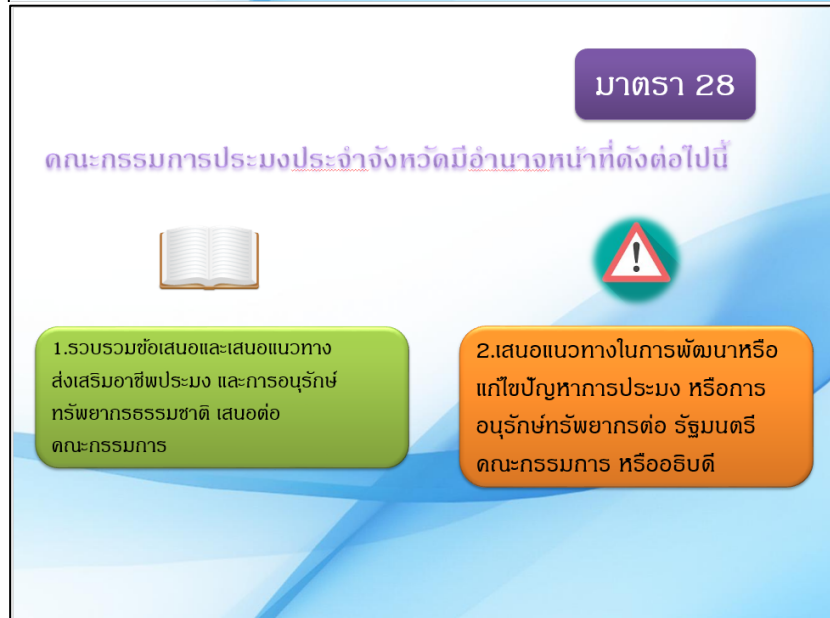 มาตรา 28
คณะกรรมการประมงประจำจังหวัดมีอำนาจหน้าที่ดังต่อไปนี้
1.รวบรวมข้อเสนอและเสนอแนวทาง
ส่งเสริมอาชีพประมง และการอนุรักษ์
ทรัพยากรธรรมชาติ เสนอต่อ
คณะกรรมการ
2.เสนอแนวทางในการพัฒนาหรือ
แก้ไขปัญหาการประมง หรือการ
อนุรักษ์ทรัพยากรต่อ รัฐมนตรี
คณะกรรมการ หรืออธิบดี